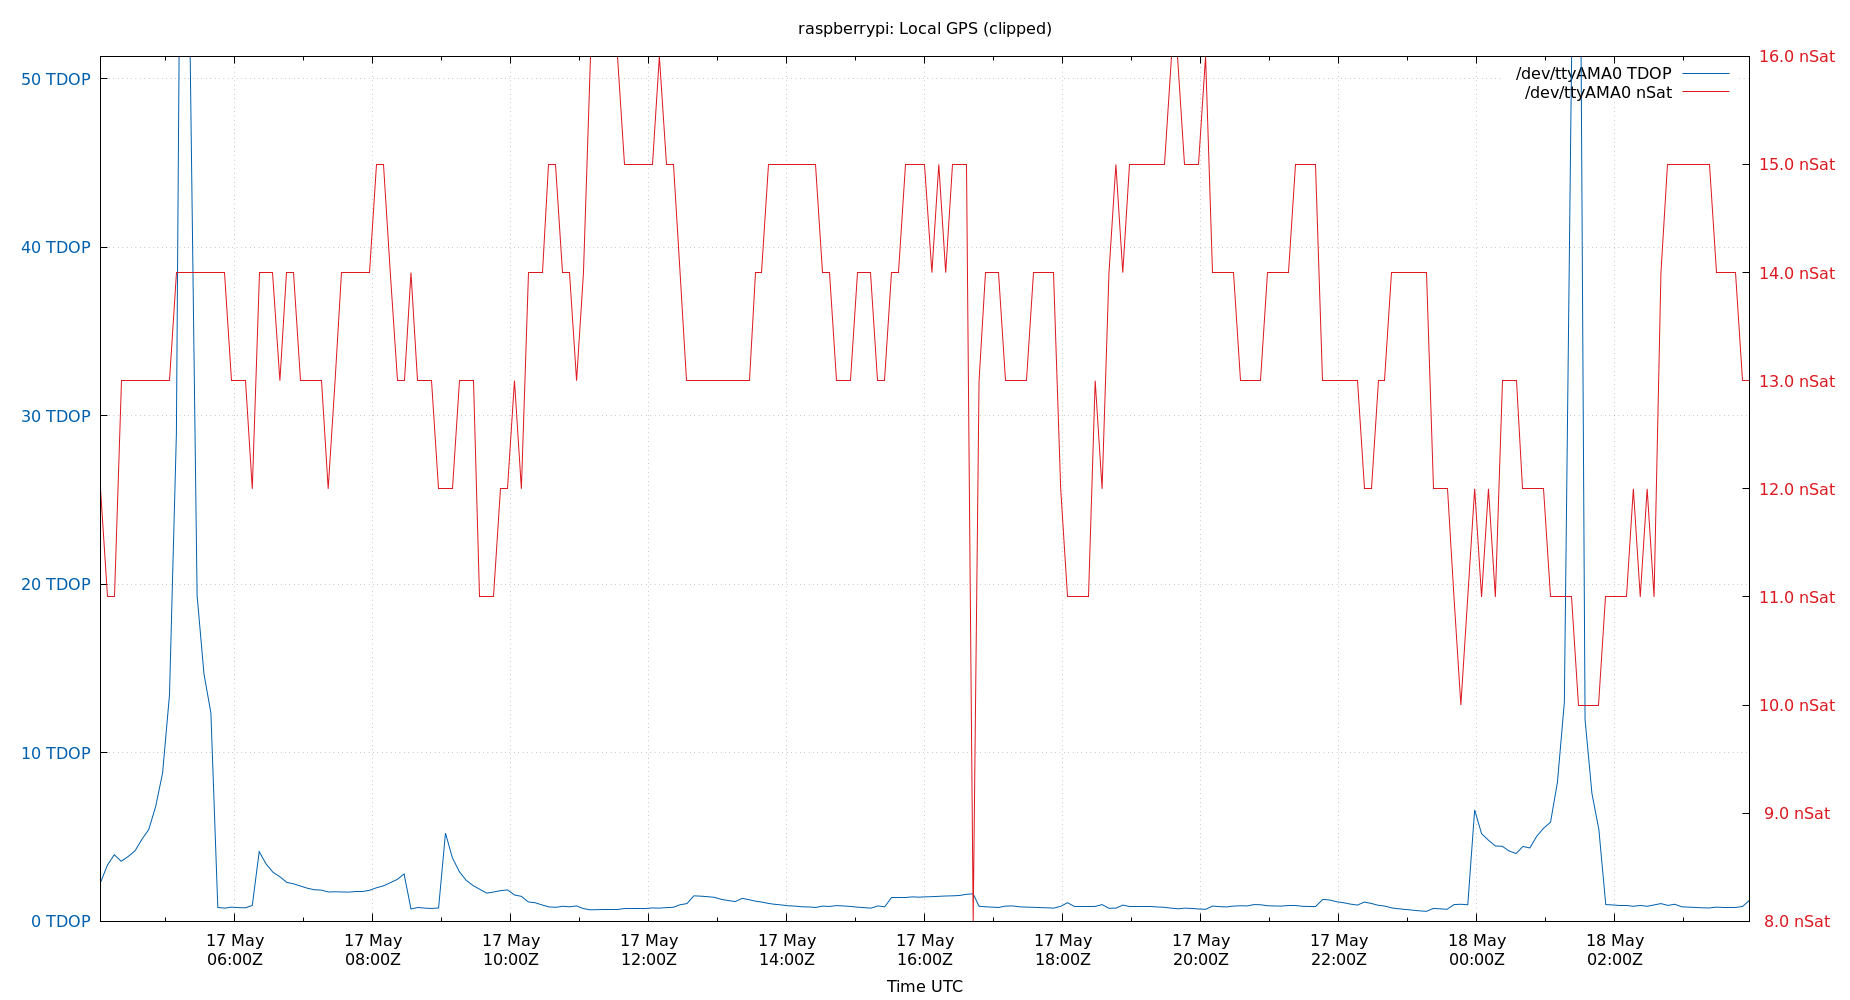 raspberrypi: Local GPS (clipped)
50 TDOP
40 TDOP
30 TDOP
20 TDOP
10 TDOP
0 TDOP
16.0 nSat
15.0 nSat
14.0 nSat
13.0 nSat
12.0 nSat
11.0 nSat
10.0 nSat
9.0 nSat
8.0 nSat
/dev/ttyAMA0 TDOP
/dev/ttyAMA0 nSat
17 May
06:00Z
17 May
08:00Z
17 May
10:00Z
17 May
12:00Z
17 May
14:00Z
17 May
16:00Z
17 May
18:00Z
17 May
20:00Z
17 May
22:00Z
18 May
00:00Z
18 May
02:00Z
Time UTC